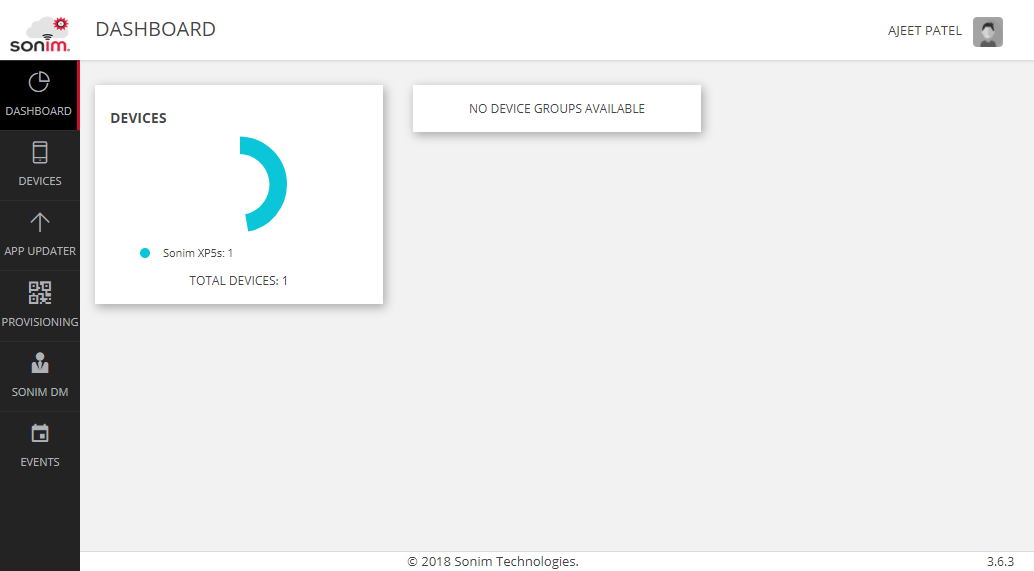 sonim
DASHBOARD
AJEET PATEL
DASHBOARD
DEVICES
APP UPDATER
PROVISIONING
SONIM DM
EVENTS
DEVICES
Sonim XP5s: 1
TOTAL DEVICES: 1
NO DEVICE GROUPS AVAILABLE
© 2018 Sonim Technologies.
3.6.3